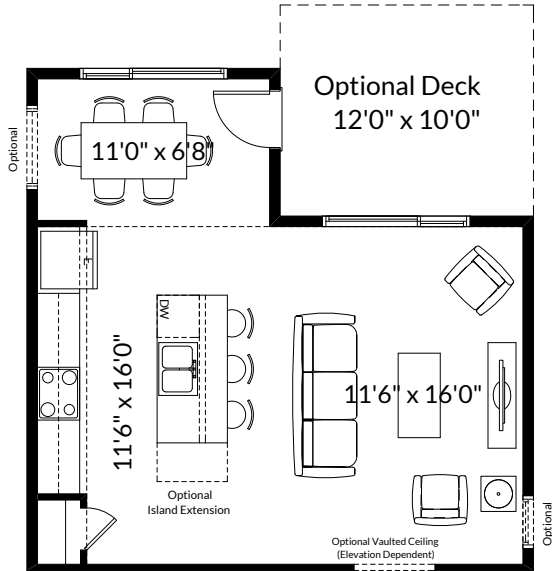 Optional Deck
12'0" x 10'0"
Optional
11'0" x 6'8"
DW
11'6" x 16'0"
11'6" x 16'0"
Optional
Island Extension
Optional
Optional Vaulted Ceiling
(Elevation Dependent)